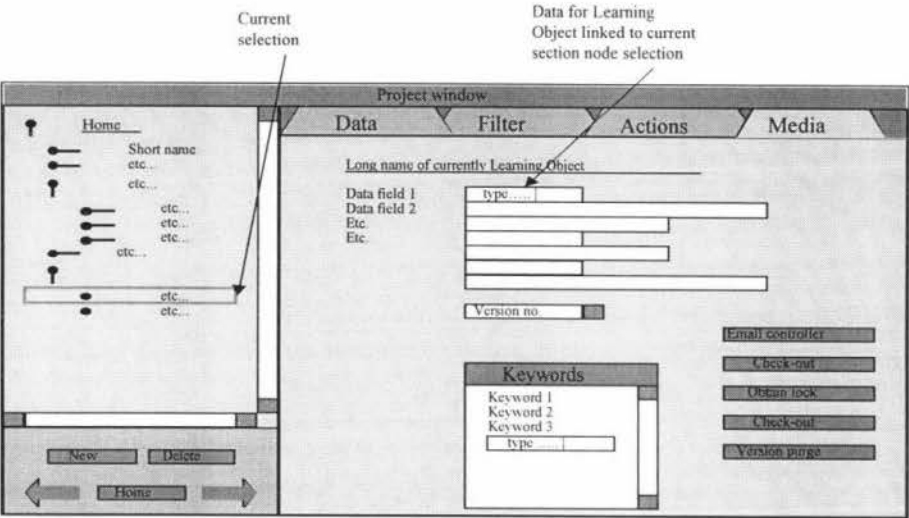 Current
selection
Data for Learning
Object linked to current
section node selection
Project window
Home
Short name
etc...
etc...
etc...
etc...
etc...
etc...
etc...
etc...
New
Delete
Home
Data
Filter
Actions
Media
Long name of currently Learning Object
Data field 1
type.....
Data field 2
Etc.
Etc.
Version no.
Keywords
Keyword 1
Keyword 2
Keyword 3
type .....
Email controller
Check-out
Obtain lock
Check-out
Version purge